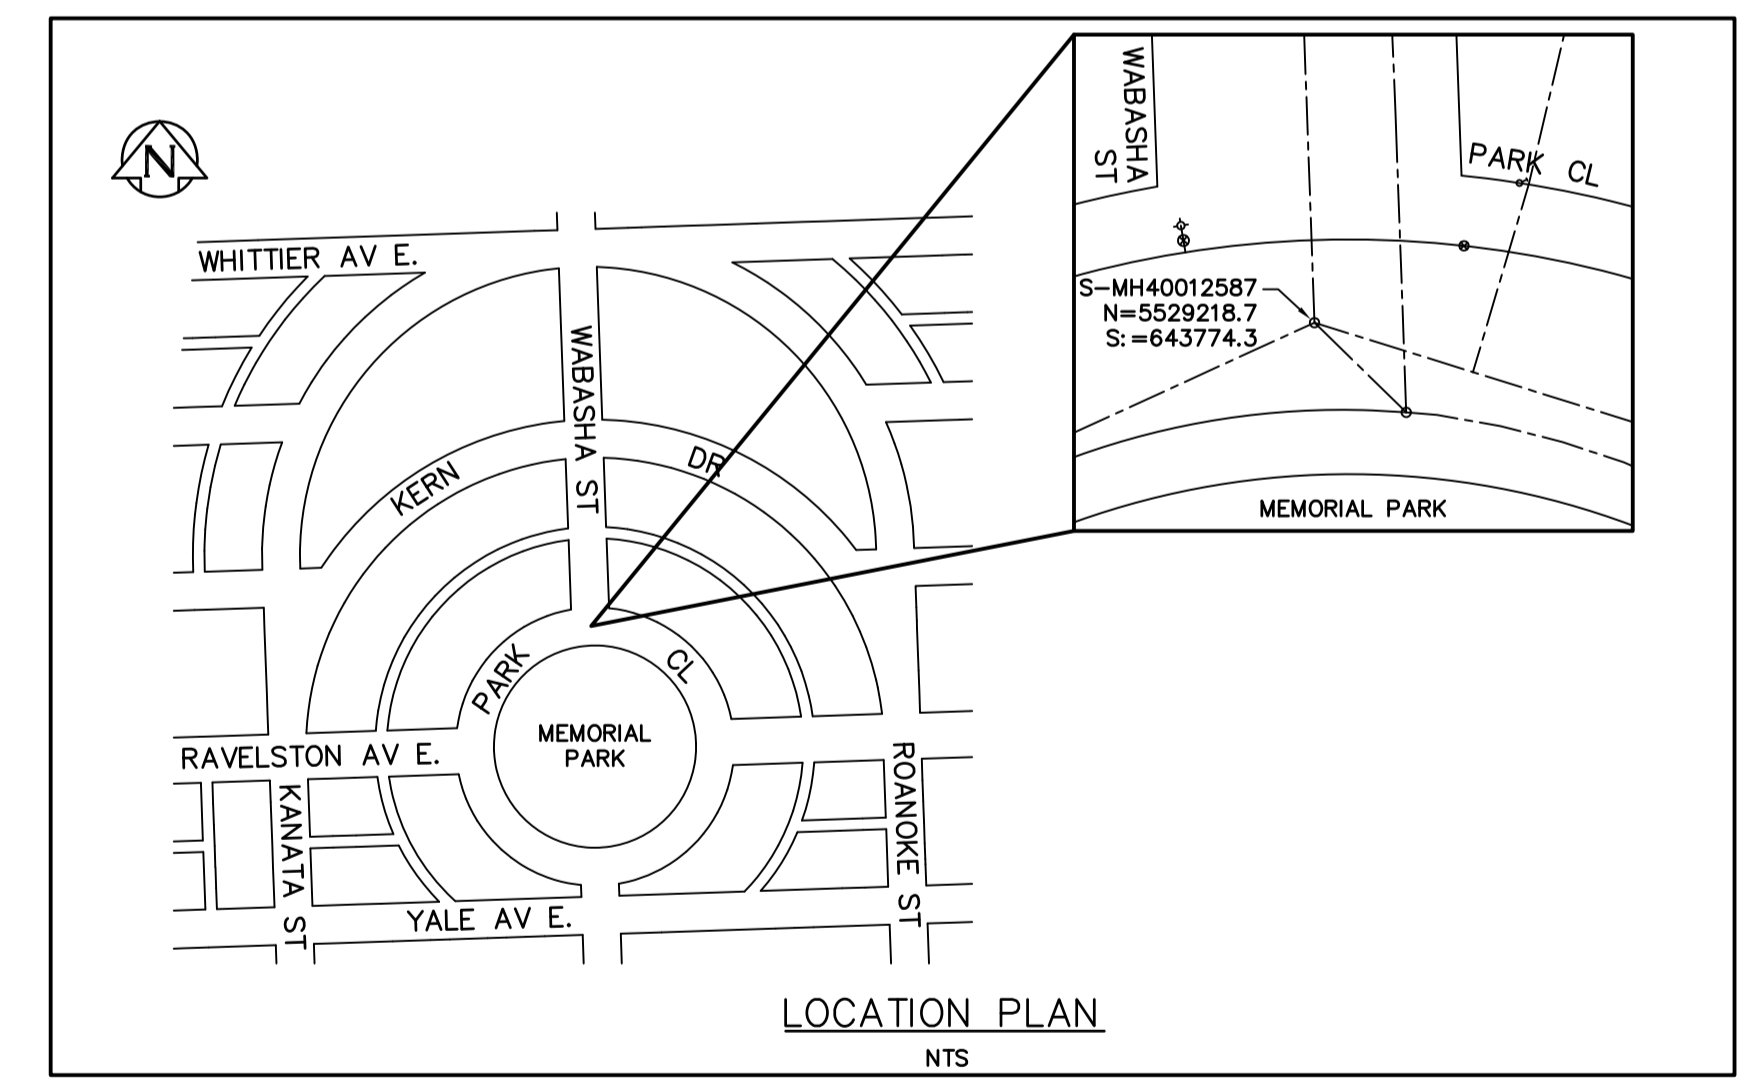 N
WHITTIER AV E.
WABASHA ST
KERN DR
PARK CL
MEMORIAL
PARK
RAVELSTON AV E.
KANATA ST
ROANOKE ST
YALE AV E.
WABASHA
ST
PARK CL
S-MH40012587
N=5529218.7
S:=643774.3
MEMORIAL PARK
LOCATION PLAN
NTS